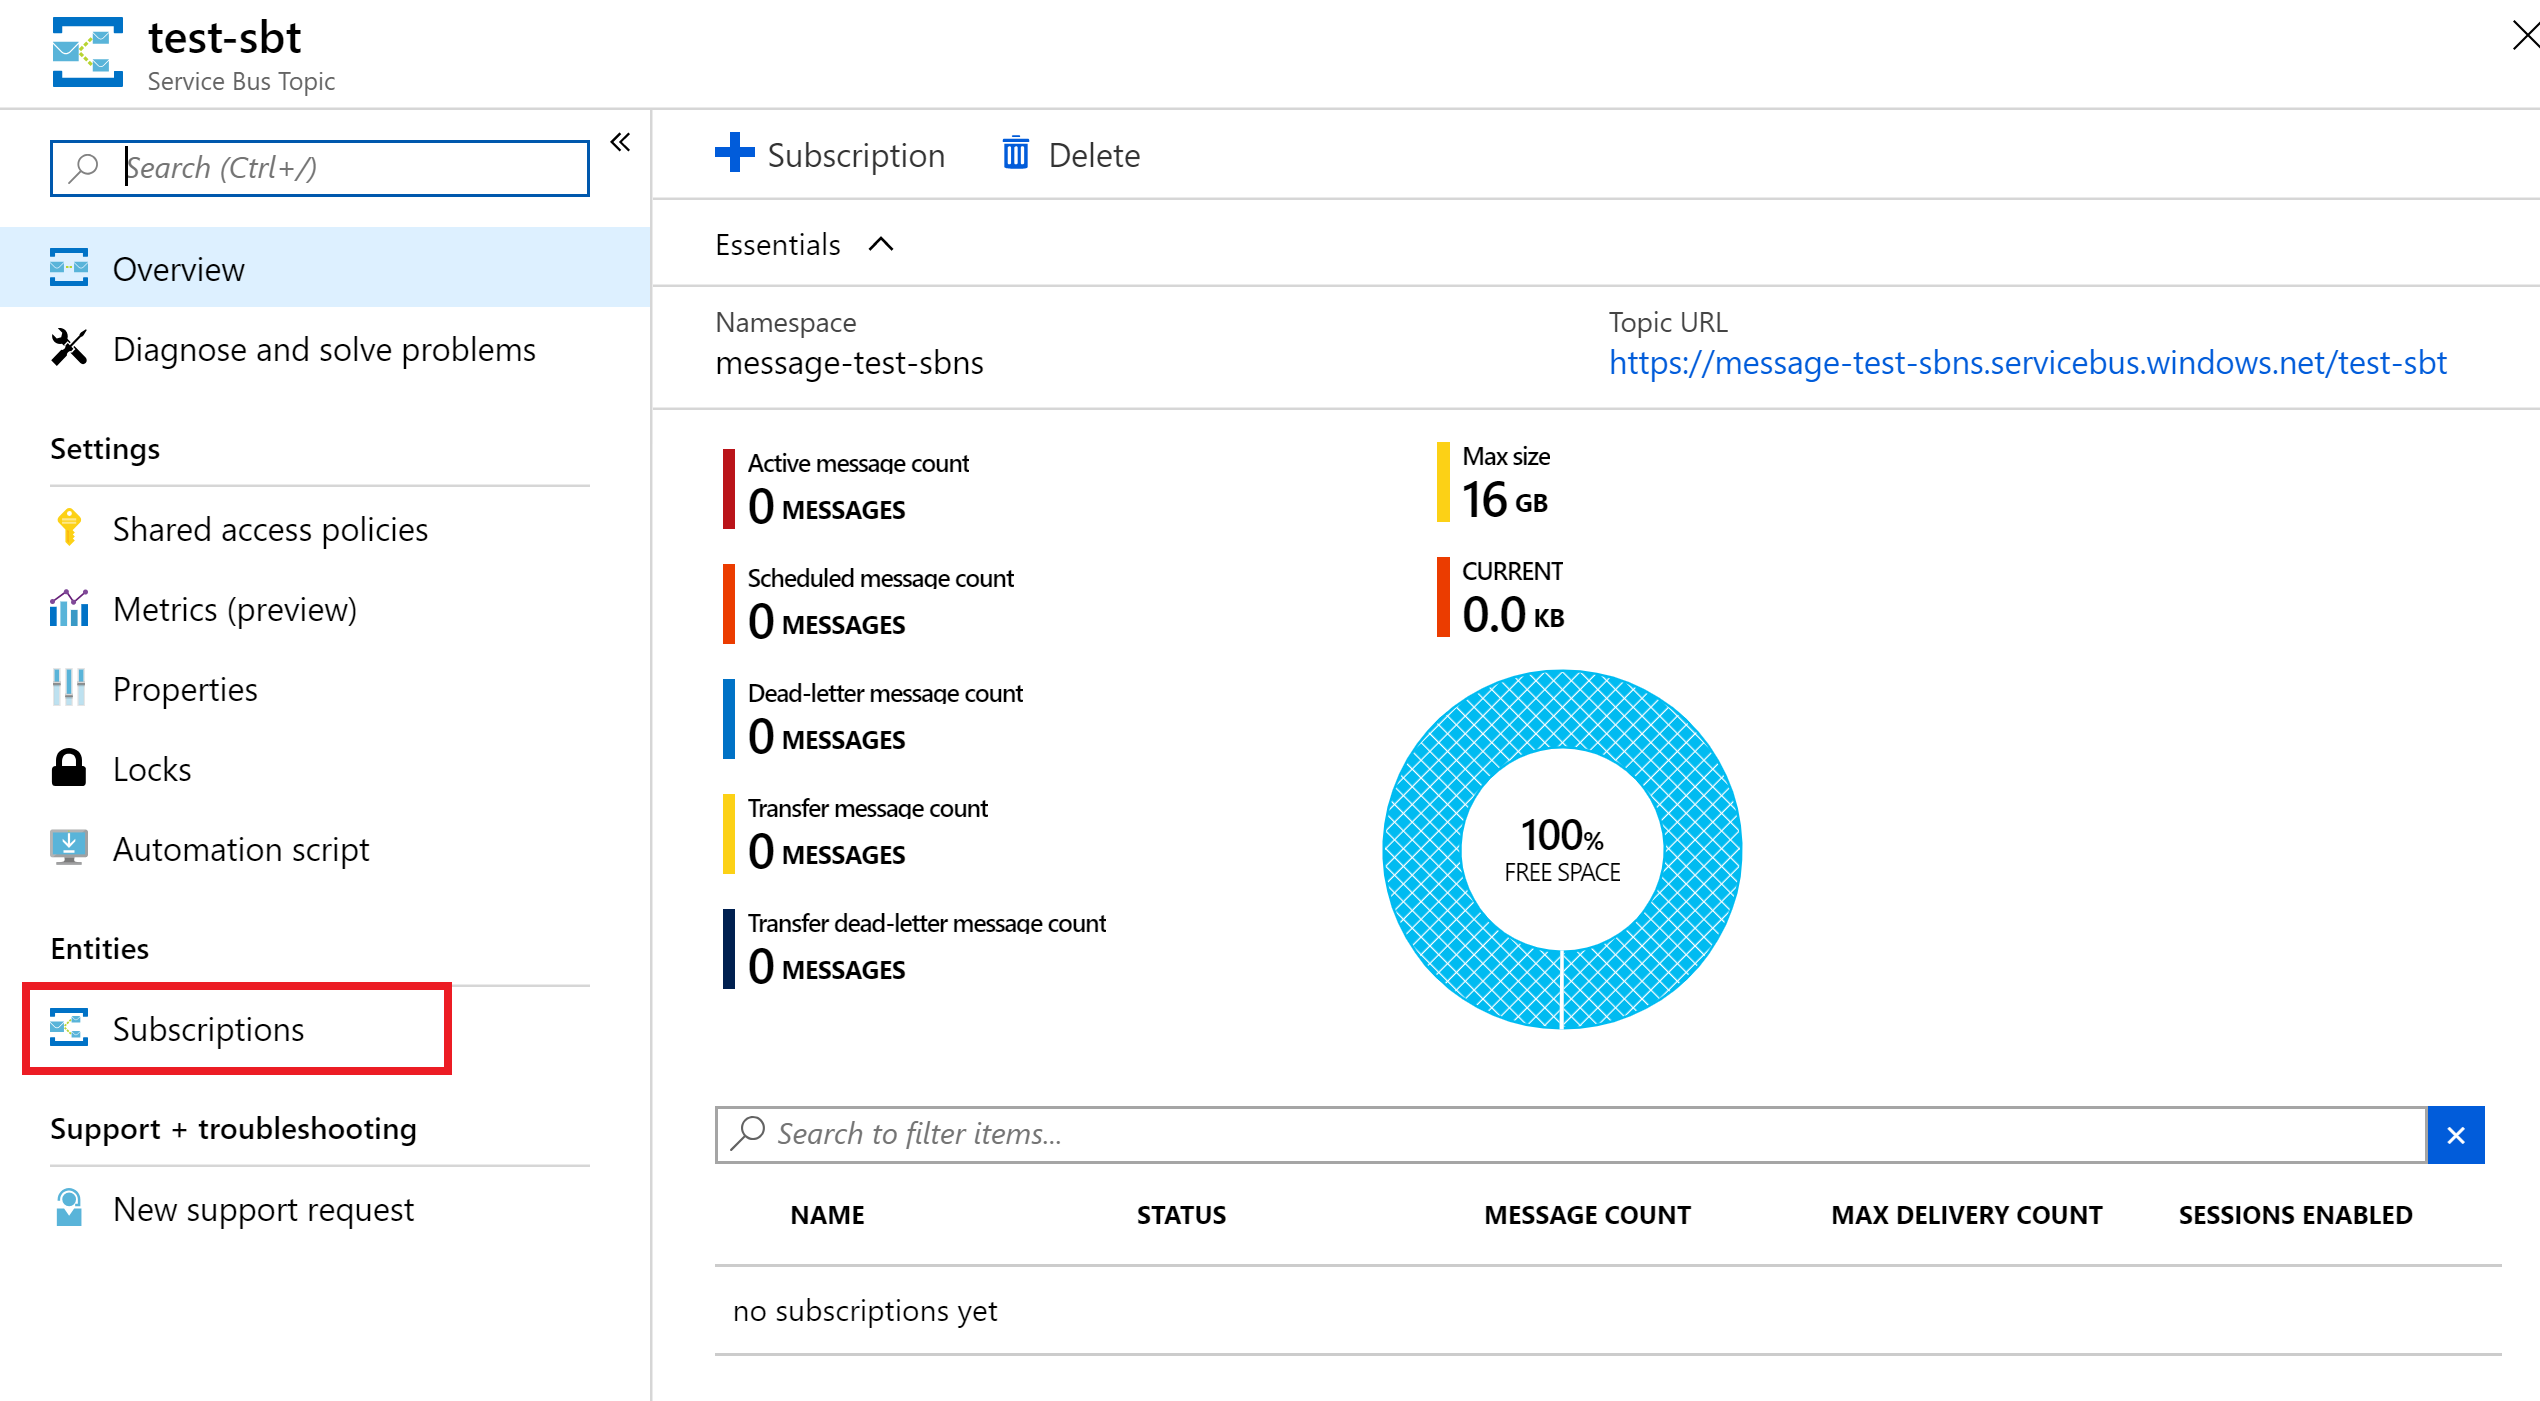 test-sbt
Service Bus Topic
Search (Ctrl+/)
Overview
Diagnose and solve problems
Settings
Shared access policies
Metrics (preview)
Properties
Locks
Automation script
Entities
Subscriptions
Support + troubleshooting
New support request
Subscription Delete
Essentials
Namespace
message-test-sbns
Topic URL
https://message-test-sbns.servicebus.windows.net/test-sbt
Active message count
0 MESSAGES
Scheduled message count
0 MESSAGES
Dead-letter message count
0 MESSAGES
Transfer message count
0 MESSAGES
Transfer dead-letter message count
0 MESSAGES
Max size
16 GB
CURRENT
0.0 KB
100%
FREE SPACE
Search to filter items...
NAME STATUS MESSAGE COUNT MAX DELIVERY COUNT SESSIONS ENABLED
no subscriptions yet